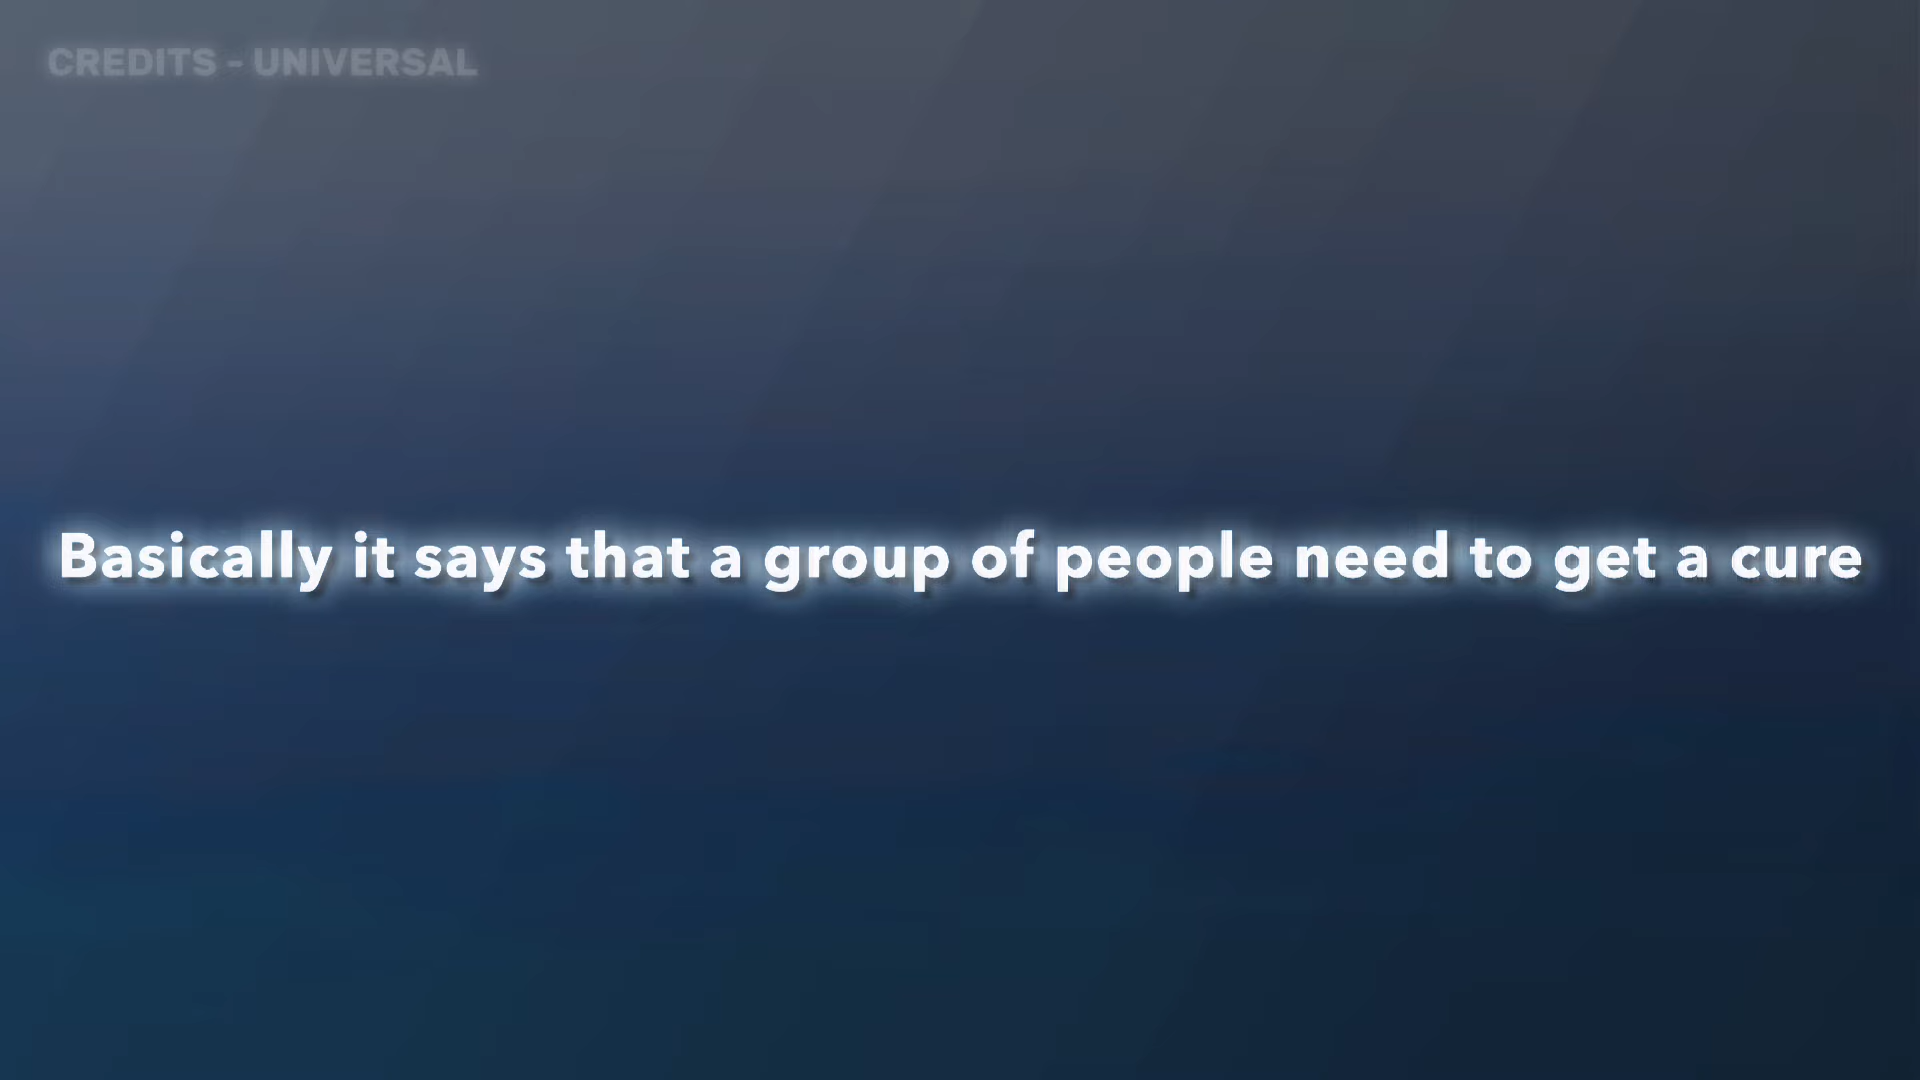 CREDITS - UNIVERSAL
Basically it says that a group of people need to get a cure